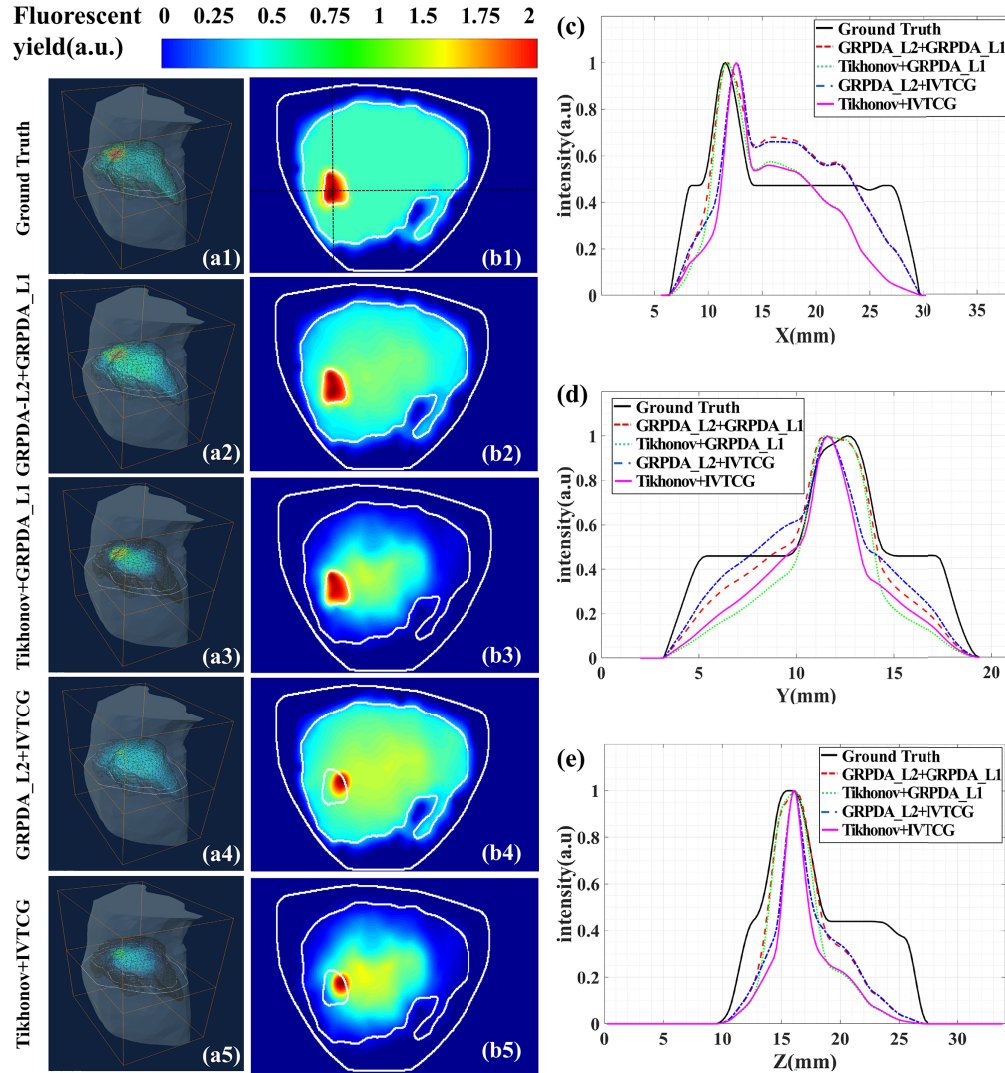 Fluorescent yield(a.u.)
0 0.25 0.5 0.75 1 1.5 1.75 2
Ground Truth
(a1)
(b1)
GRPDA-L2+GRPDA_L1
(a2)
(b2)
Tikhonov+GRPDA_L1
(a3)
(b3)
GRPDA_L2+IVTCG
(a4)
(b4)
Tikhonov+IVTCG
(a5)
(b5)
(c)
Ground Truth
GRPDA_L2+GRPDA_L1
Tikhonov+GRPDA_L1
GRPDA_L2+IVTCG
Tikhonov+IVTCG
intensity(a.u)
1
0.8
0.6
0.4
0.2
0
5 10 15 20 25 30 35
X(mm)
(d)
Ground Truth
GRPDA_L2+GRPDA_L1
Tikhonov+GRPDA_L1
GRPDA_L2+IVTCG
Tikhonov+IVTCG
intensity(a.u)
1
0.8
0.6
0.4
0.2
0
0 5 10 15 20
Y(mm)
(e)
Ground Truth
GRPDA_L2+GRPDA_L1
Tikhonov+GRPDA_L1
GRPDA_L2+IVTCG
Tikhonov+IVTCG
intensity(a.u)
1
0.8
0.6
0.4
0.2
0
0 5 10 15 20 25 30
Z(mm)